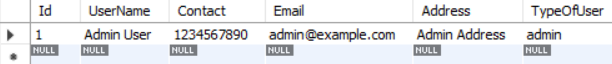 Id UserName Contact Email Address TypeOfUser
1 Admin User 1234567890 admin@example.com Admin Address admin
NULL NULL NULL NULL NULL NULL